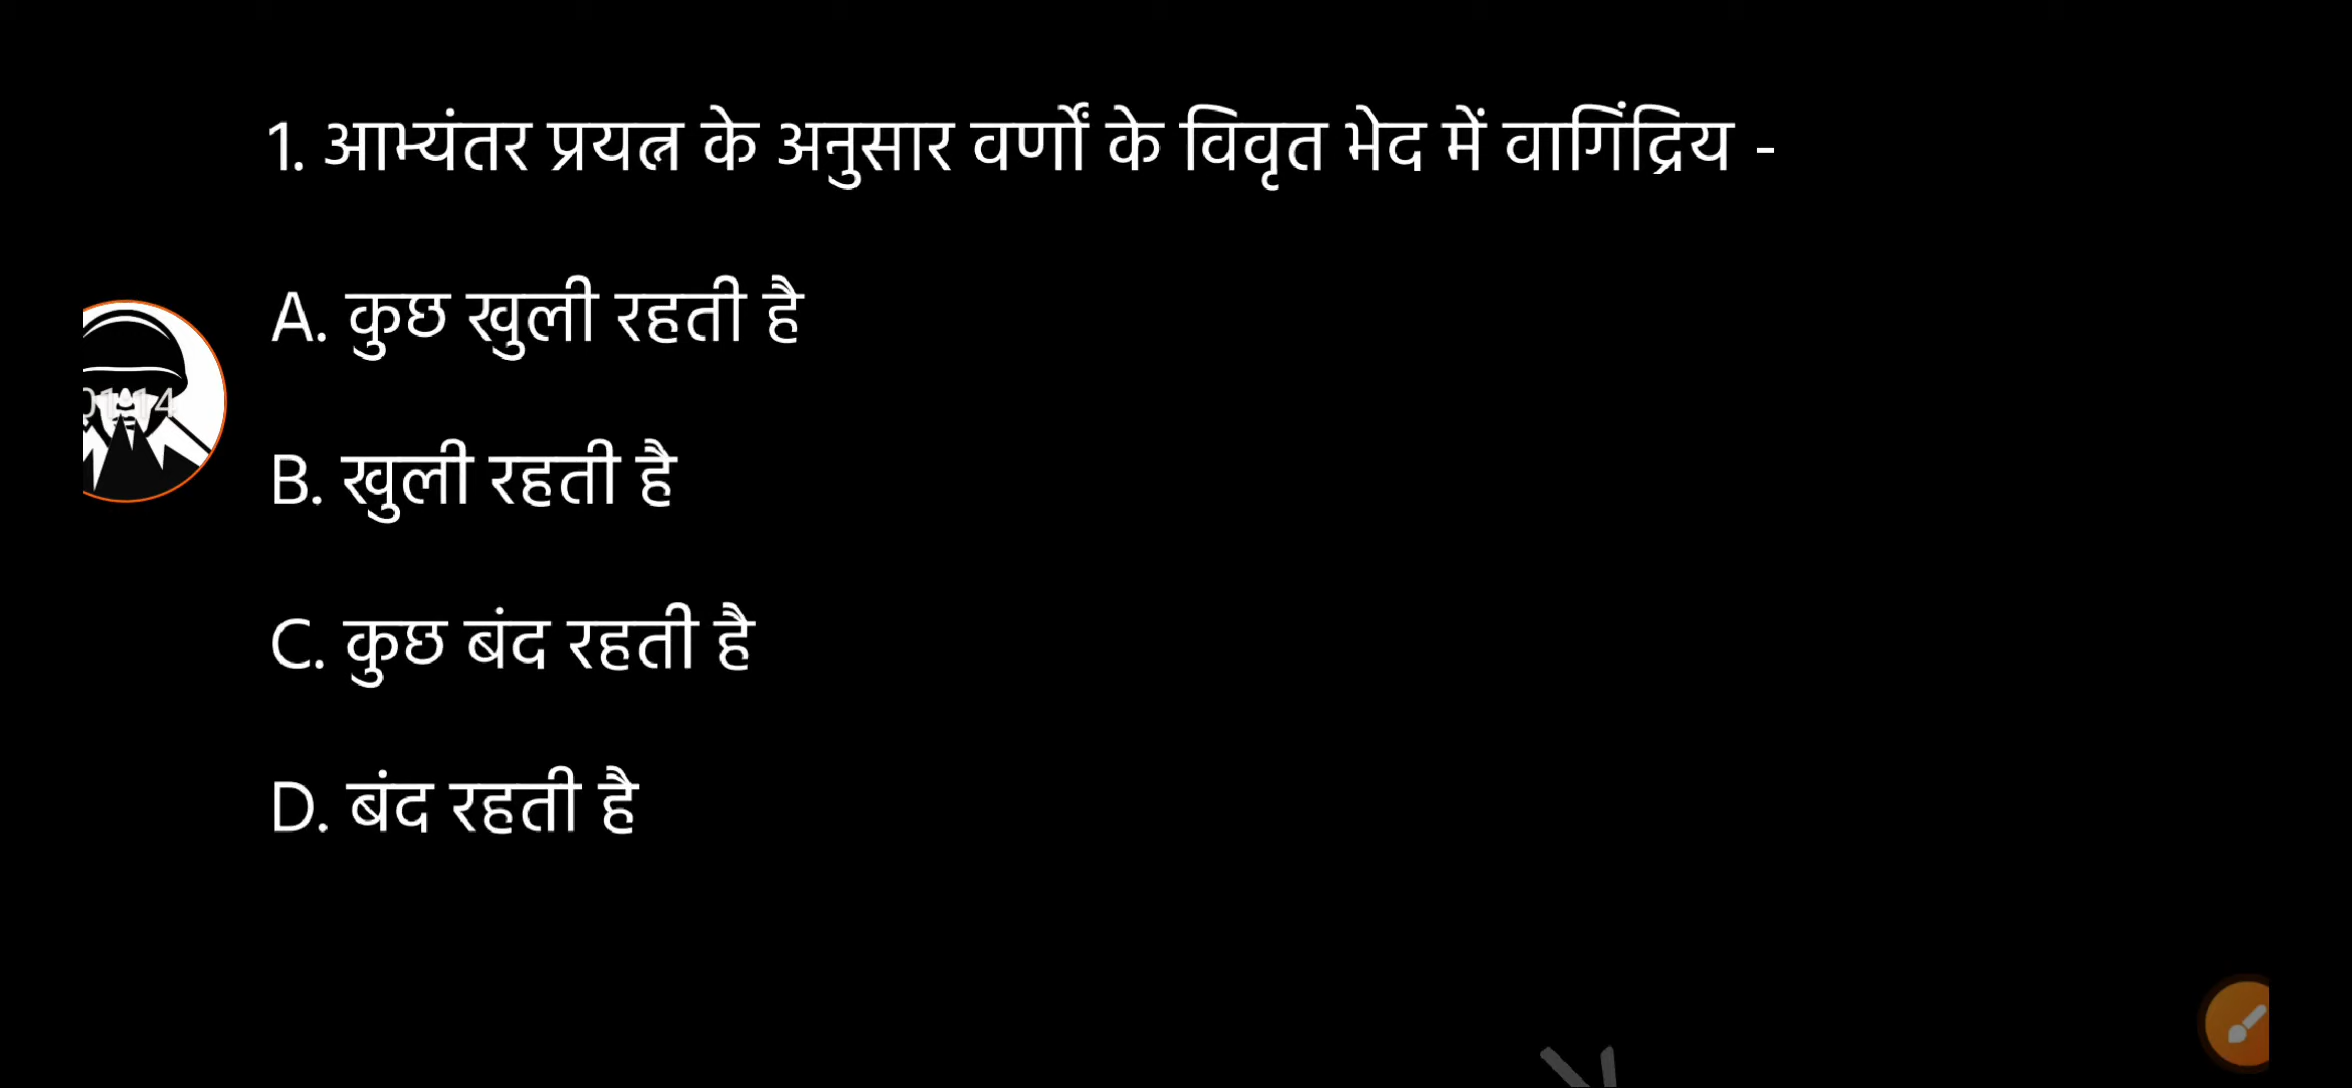 1. आभ्यंतर प्रयत्न के अनुसार वर्णों के विवृत भेद में वागिंद्रिय -
A. कुछ खुली रहती है
B. खुली रहती है
C. कुछ बंद रहती है
D. बंद रहती है